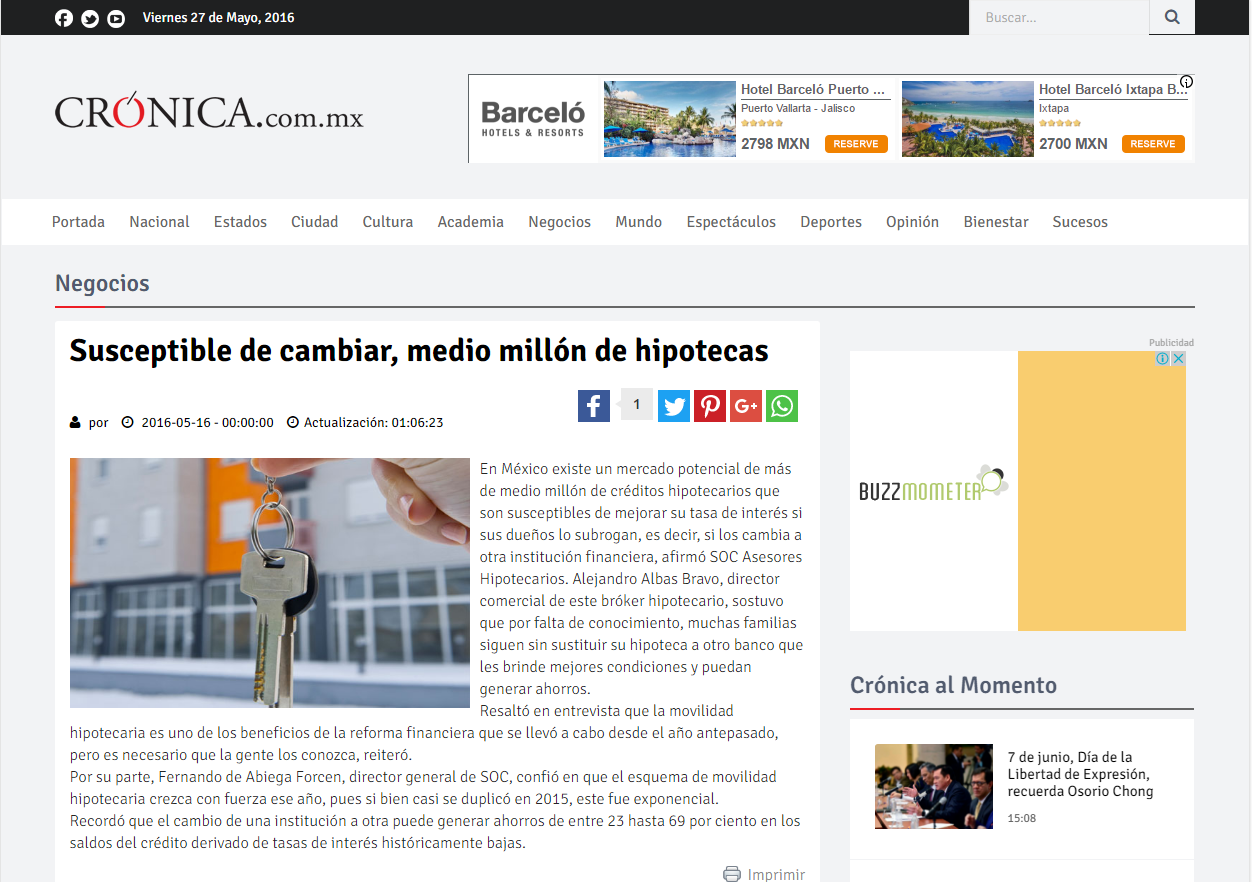 Viernes 27 de Mayo, 2016
Buscar...
CRÓNICA.com.mx
Barceló
HOTELS & RESORTS
Hotel Barceló Puerto ...
Puerto Vallarta - Jalisco
2798 MXN
RESERVE
Hotel Barceló Ixtapa B...
Ixtapa
2700 MXN
RESERVE
Portada Nacional Estados Ciudad Cultura Academia Negocios Mundo Espectáculos Deportes Opinión Bienestar Sucesos
Negocios
Susceptible de cambiar, medio millón de hipotecas
1
por 2016-05-16 - 00:00:00 Actualización: 01:06:23
En México existe un mercado potencial de más
de medio millón de créditos hipotecarios que
son susceptibles de mejorar su tasa de interés si
sus dueños lo subrogan, es decir, si los cambia a
otra institución financiera, afirmó SOC Asesores
Hipotecarios. Alejandro Albas Bravo, director
comercial de este bróker hipotecario, sostuvo
que por falta de conocimiento, muchas familias
siguen sin sustituir su hipoteca a otro banco que
les brinde mejores condiciones y puedan
generar ahorros.
Resaltó en entrevista que la movilidad
hipotecaria es uno de los beneficios de la reforma financiera que se llevó a cabo desde el año antepasado,
pero es necesario que la gente los conozca, reiteró.
Por su parte, Fernando de Abiega Forcen, director general de SOC, confió en que el esquema de movilidad
hipotecaria crezca con fuerza ese año, pues si bien casi se duplicó en 2015, este fue exponencial.
Recordó que el cambio de una institución a otra puede generar ahorros de entre 23 hasta 69 por ciento en los
saldos del crédito derivado de tasas de interés históricamente bajas.
Imprimir
Publicidad
BUZZMOMETER
Crónica al Momento
7 de junio, Día de la
Libertad de Expresión,
recuerda Osorio Chong
15:08